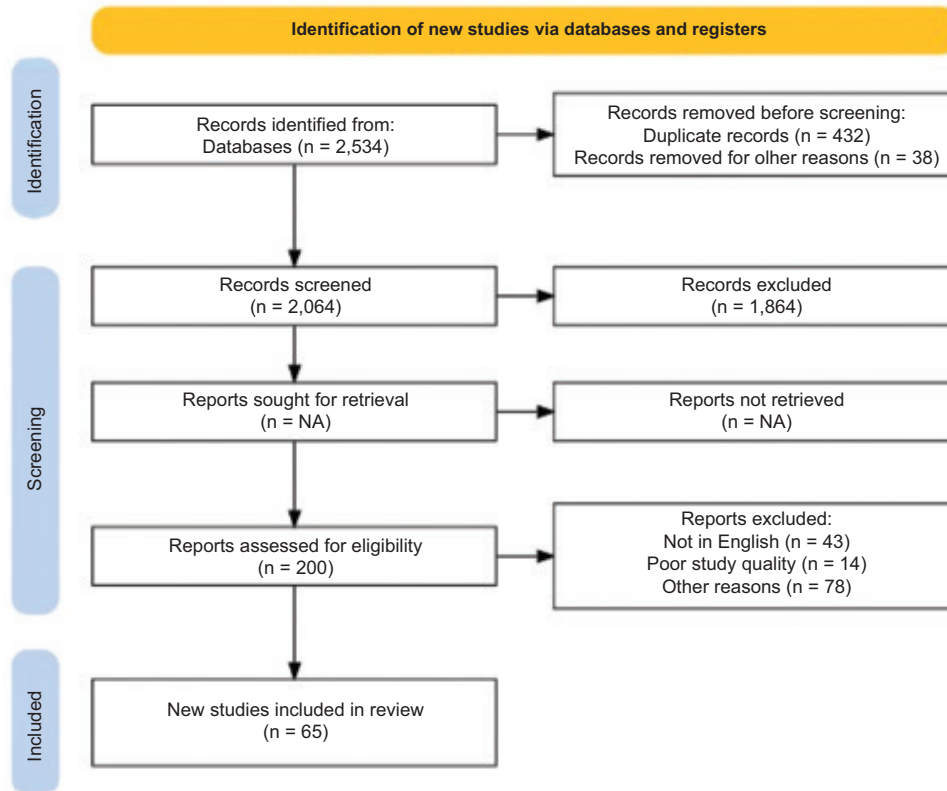 Identification of new studies via databases and registers
Identification
Records identified from:
Databases (n = 2,534)
Records removed before screening:
Duplicate records (n = 432)
Records removed for other reasons (n = 38)
Screening
Records screened
(n = 2,064)
Records excluded
(n = 1,864)
Reports sought for retrieval
(n = NA)
Reports not retrieved
(n = NA)
Reports assessed for eligibility
(n = 200)
Reports excluded:
Not in English (n = 43)
Poor study quality (n = 14)
Other reasons (n = 78)
Included
New studies included in review
(n = 65)